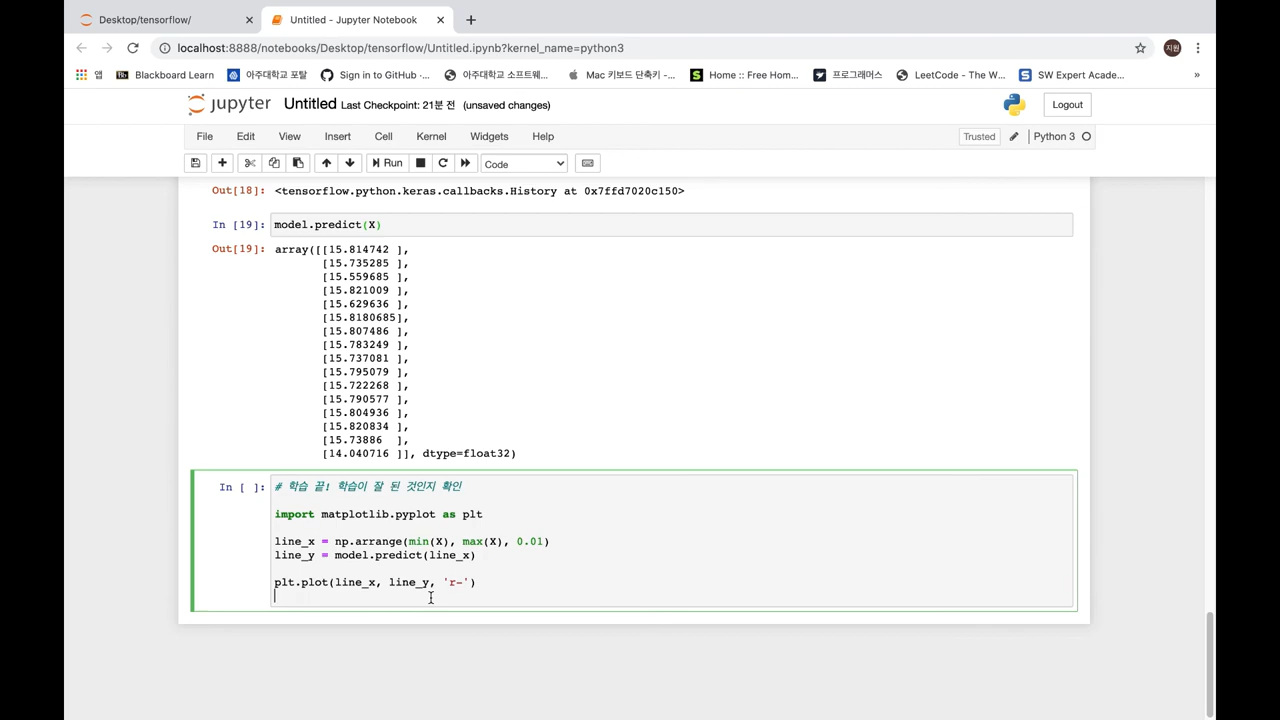 Desktop/tensorflow/
Untitled - Jupyter Notebook
localhost:8888/notebooks/Desktop/tensorflow/Untitled.ipynb?kernel_name=python3
지원
앱
Bb Blackboard Learn
아주대학교 포탈
Sign in to GitHub ·...
아주대학교 소프트웨...
Mac 키보드 단축키 -...
Home :: Free Hom...
프로그래머스
LeetCode - The W...
S SW Expert Acade...
»
jupyter Untitled Last Checkpoint: 21분 전 (unsaved changes)
Logout
File Edit View Insert Cell Kernel Widgets Help
Trusted
Python 3
Run
Code
Out[18]: <tensorflow.python.keras.callbacks.History at 0x7ffd7020c150>
In [19]: model.predict(X)
Out[19]: array([[15.814742 ],
[15.735285 ],
[15.559685 ],
[15.821009 ],
[15.629636 ],
[15.8180685],
[15.807486 ],
[15.783249 ],
[15.737081 ],
[15.795079 ],
[15.722268 ],
[15.790577 ],
[15.804936 ],
[15.820834 ],
[15.73886 ],
[14.040716 ]], dtype=float32)
In [ ]: # 학습 끝! 학습이 잘 된 것인지 확인
import matplotlib.pyplot as plt
line_x = np.arrange(min(X), max(X), 0.01)
line_y = model.predict(line_x)
plt.plot(line_x, line_y, 'r-')